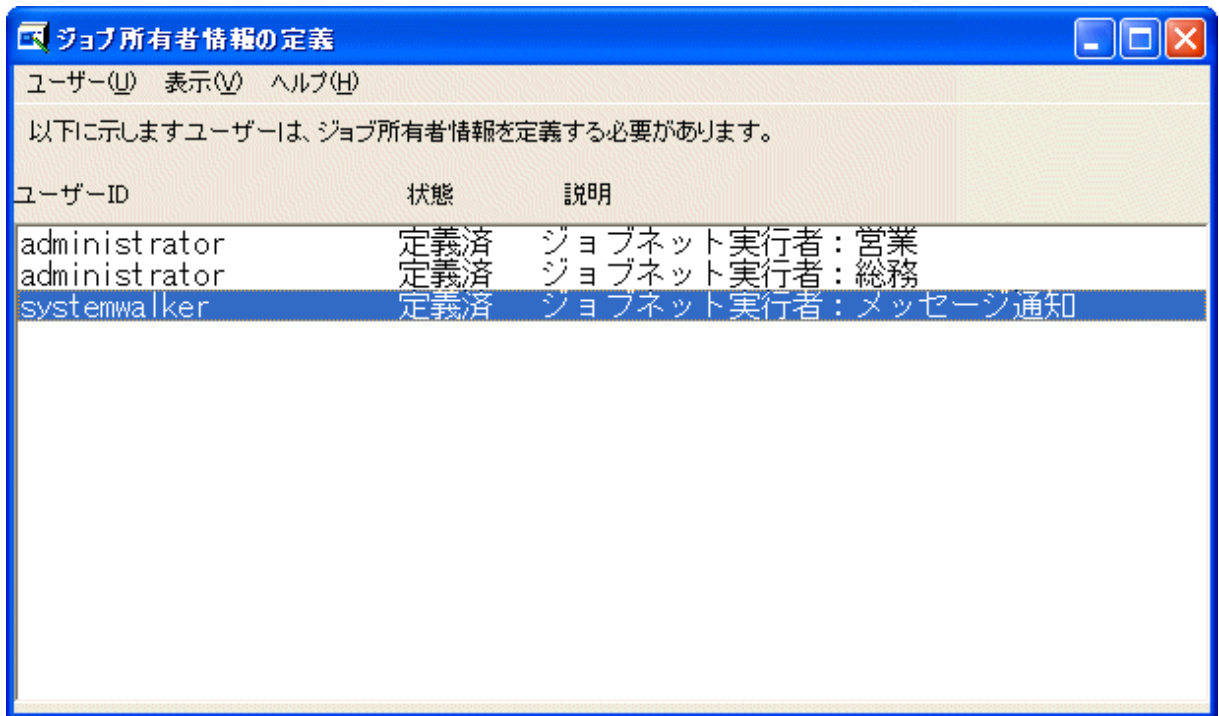 ジョブ所有者情報の定義
ユーザー(U) 表示(V) ヘルプ(H)
以下に示しますユーザーは、ジョブ所有者情報を定義する必要があります。
ユーザーID 状態 説明
administrator 定義済 ジョブネット実行者：営業
administrator 定義済 ジョブネット実行者：総務
systemwalker 定義済 ジョブネット実行者：メッセージ通知